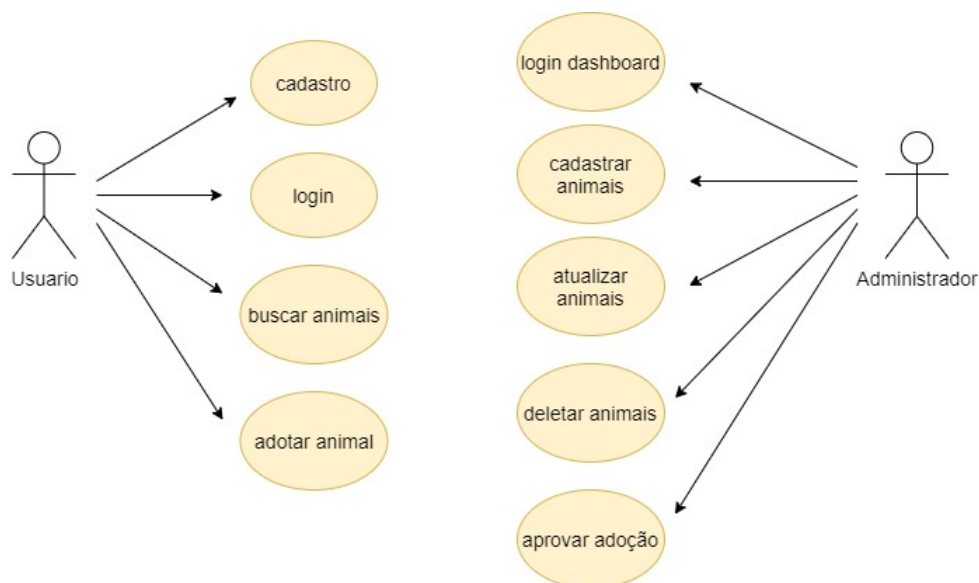 cadastro
login
buscar animais
adotar animal
Usuario
login dashboard
cadastrar
animais
atualizar
animais
deletar animais
aprovar adoção
Administrador